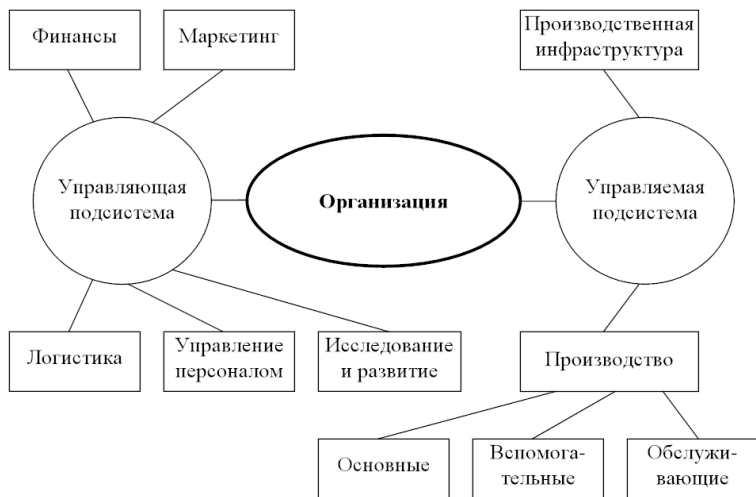 Финансы
Маркетинг
Производственная
инфраструктура
Управляющая
подсистема
Организация
Управляемая
подсистема
Логистика
Управление
персоналом
Исследование
и развитие
Производство
Основные
Вспомога-
тельные
Обслужи-
вающие